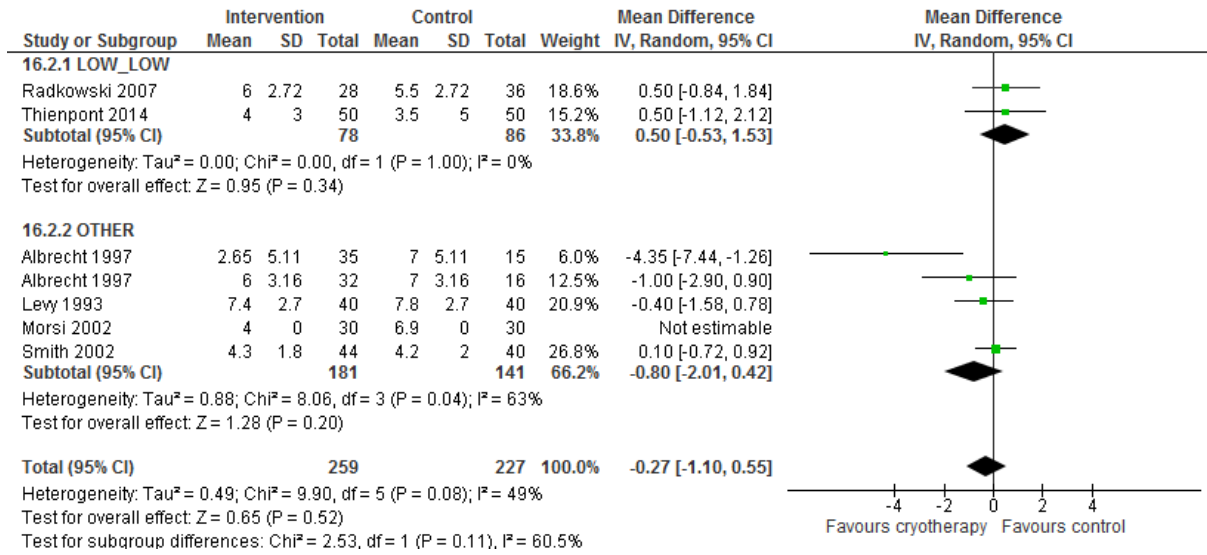 Intervention Control Mean Difference Mean Difference
Study or Subgroup Mean SD Total Mean SD Total Weight IV, Random, 95% CI IV, Random, 95% CI
16.2.1 LOW_LOW
Radkowski 2007 6 2.72 28 5.5 2.72 36 18.6% 0.50 [-0.84, 1.84]
Thienpont 2014 4 3 50 3.5 5 50 15.2% 0.50 [-1.12, 2.12]
Subtotal (95% CI) 78 86 33.8% 0.50 [-0.53, 1.53]
Heterogeneity: Tau² = 0.00; Chi² = 0.00, df = 1 (P = 1.00); I² = 0%
Test for overall effect: Z = 0.95 (P = 0.34)
16.2.2 OTHER
Albrecht 1997 2.65 5.11 35 7 5.11 15 6.0% -4.35 [-7.44, -1.26]
Albrecht 1997 6 3.16 32 7 3.16 16 12.5% -1.00 [-2.90, 0.90]
Levy 1993 7.4 2.7 40 7.8 2.7 40 20.9% -0.40 [-1.58, 0.78]
Morsi 2002 4 0 30 6.9 0 30 Not estimable
Smith 2002 4.3 1.8 44 4.2 2 40 26.8% 0.10 [-0.72, 0.92]
Subtotal (95% CI) 181 141 66.2% -0.80 [-2.01, 0.42]
Heterogeneity: Tau² = 0.88; Chi² = 8.06, df = 3 (P = 0.04); I² = 63%
Test for overall effect: Z = 1.28 (P = 0.20)
Total (95% CI) 259 227 100.0% -0.27 [-1.10, 0.55]
Heterogeneity: Tau² = 0.49; Chi² = 9.90, df = 5 (P = 0.08); I² = 49%
Test for overall effect: Z = 0.65 (P = 0.52)
Test for subgroup differences: Chi² = 2.53, df = 1 (P = 0.11), I² = 60.5%
-4 -2 0 2 4
Favours cryotherapy Favours control